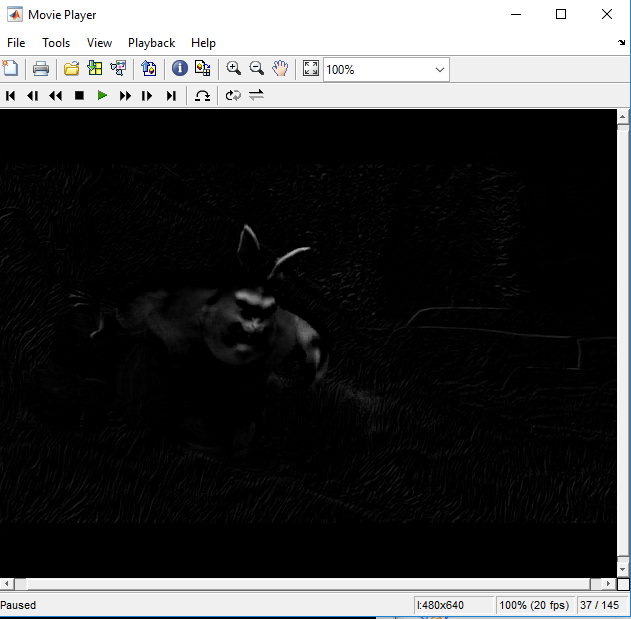 Movie Player
File Tools View Playback Help
100%
Paused
I:480x640
100% (20 fps)
37 / 145